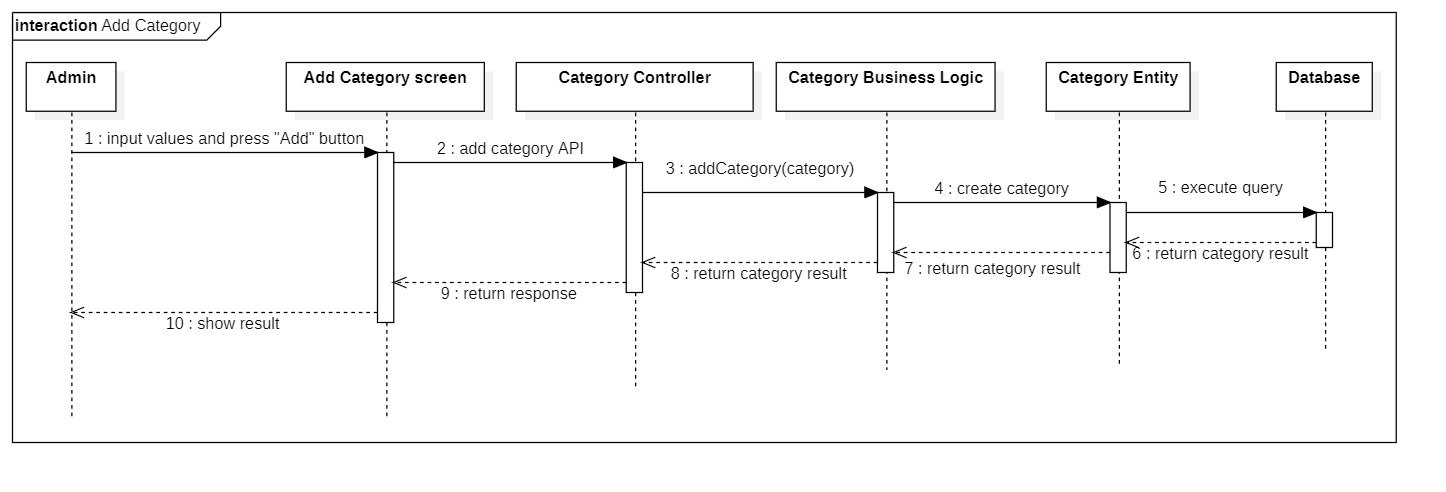 interaction Add Category
Admin
Add Category screen
Category Controller
Category Business Logic
Category Entity
Database
1 : input values and press "Add" button
2 : add category API
3 : addCategory(category)
4 : create category
5 : execute query
6 : return category result
7 : return category result
8 : return category result
9 : return response
10 : show result